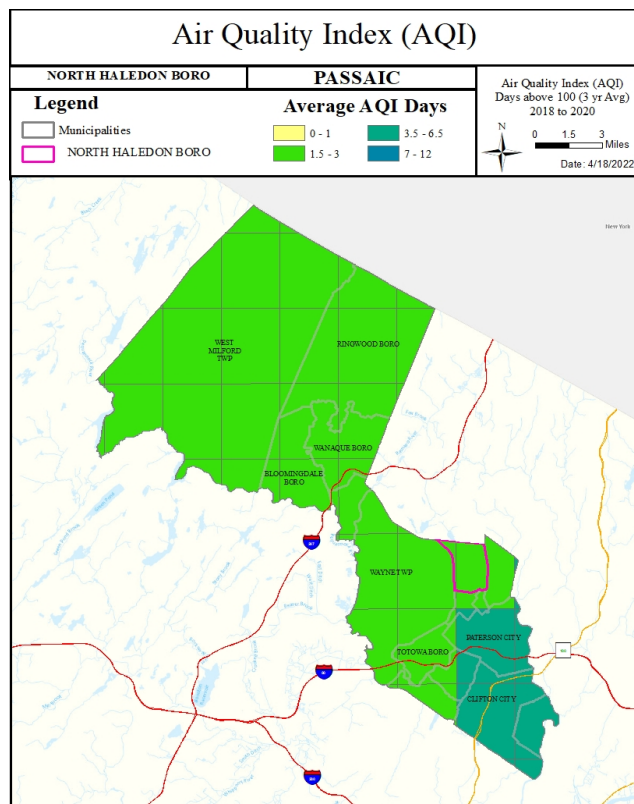 Air Quality Index (AQI)
NORTH HALEDON BORO
PASSAIC
Legend
Municipalities
NORTH HALEDON BORO
Average AQI Days
0 - 1
1.5 - 3
3.5 - 6.5
7 - 12
Air Quality Index (AQI)
Days above 100 (3 yr Avg)
2018 to 2020
N
0 1.5 3
Miles
Date: 4/18/2022
New York
WEST
MILFORD
TWP
RINGWOOD BORO
WANAQUE BORO
BLOOMINGDALE
BORO
WAYNE TWP
PATERSON CITY
TOTOWA BORO
CLIFTON CITY